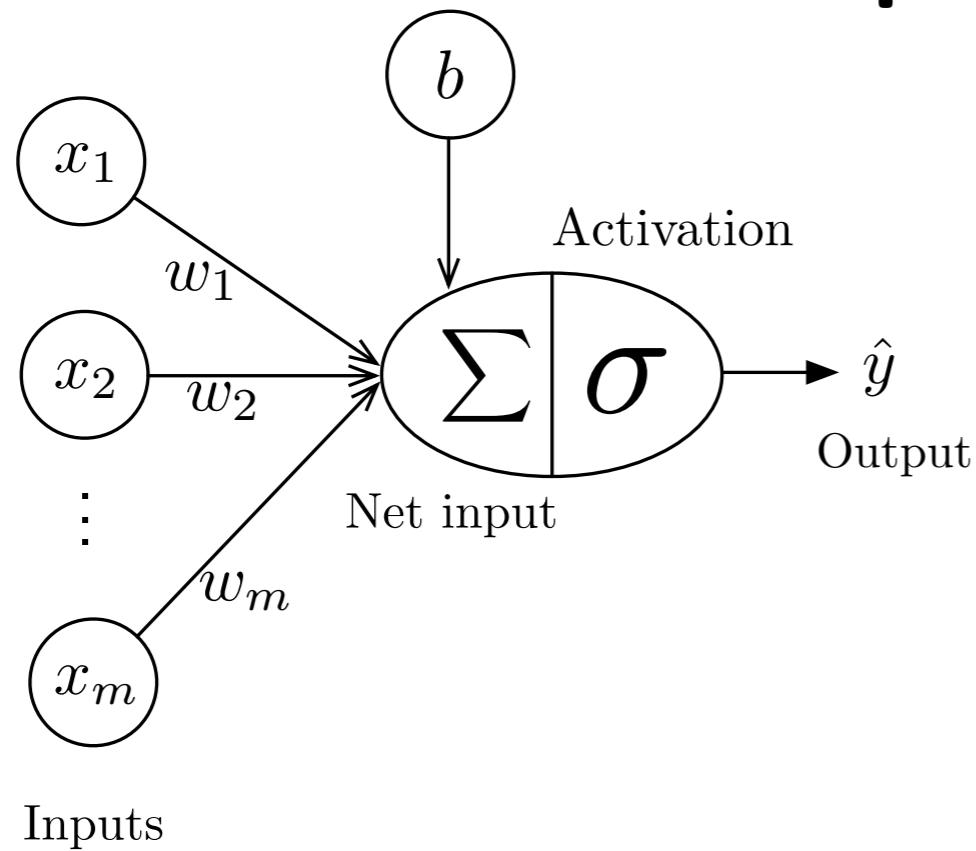 b
x₁
w₁
Activation
x₂
w₂
∑ σ
ŷ
Output
Net input
⋮
wₘ
xₘ
Inputs